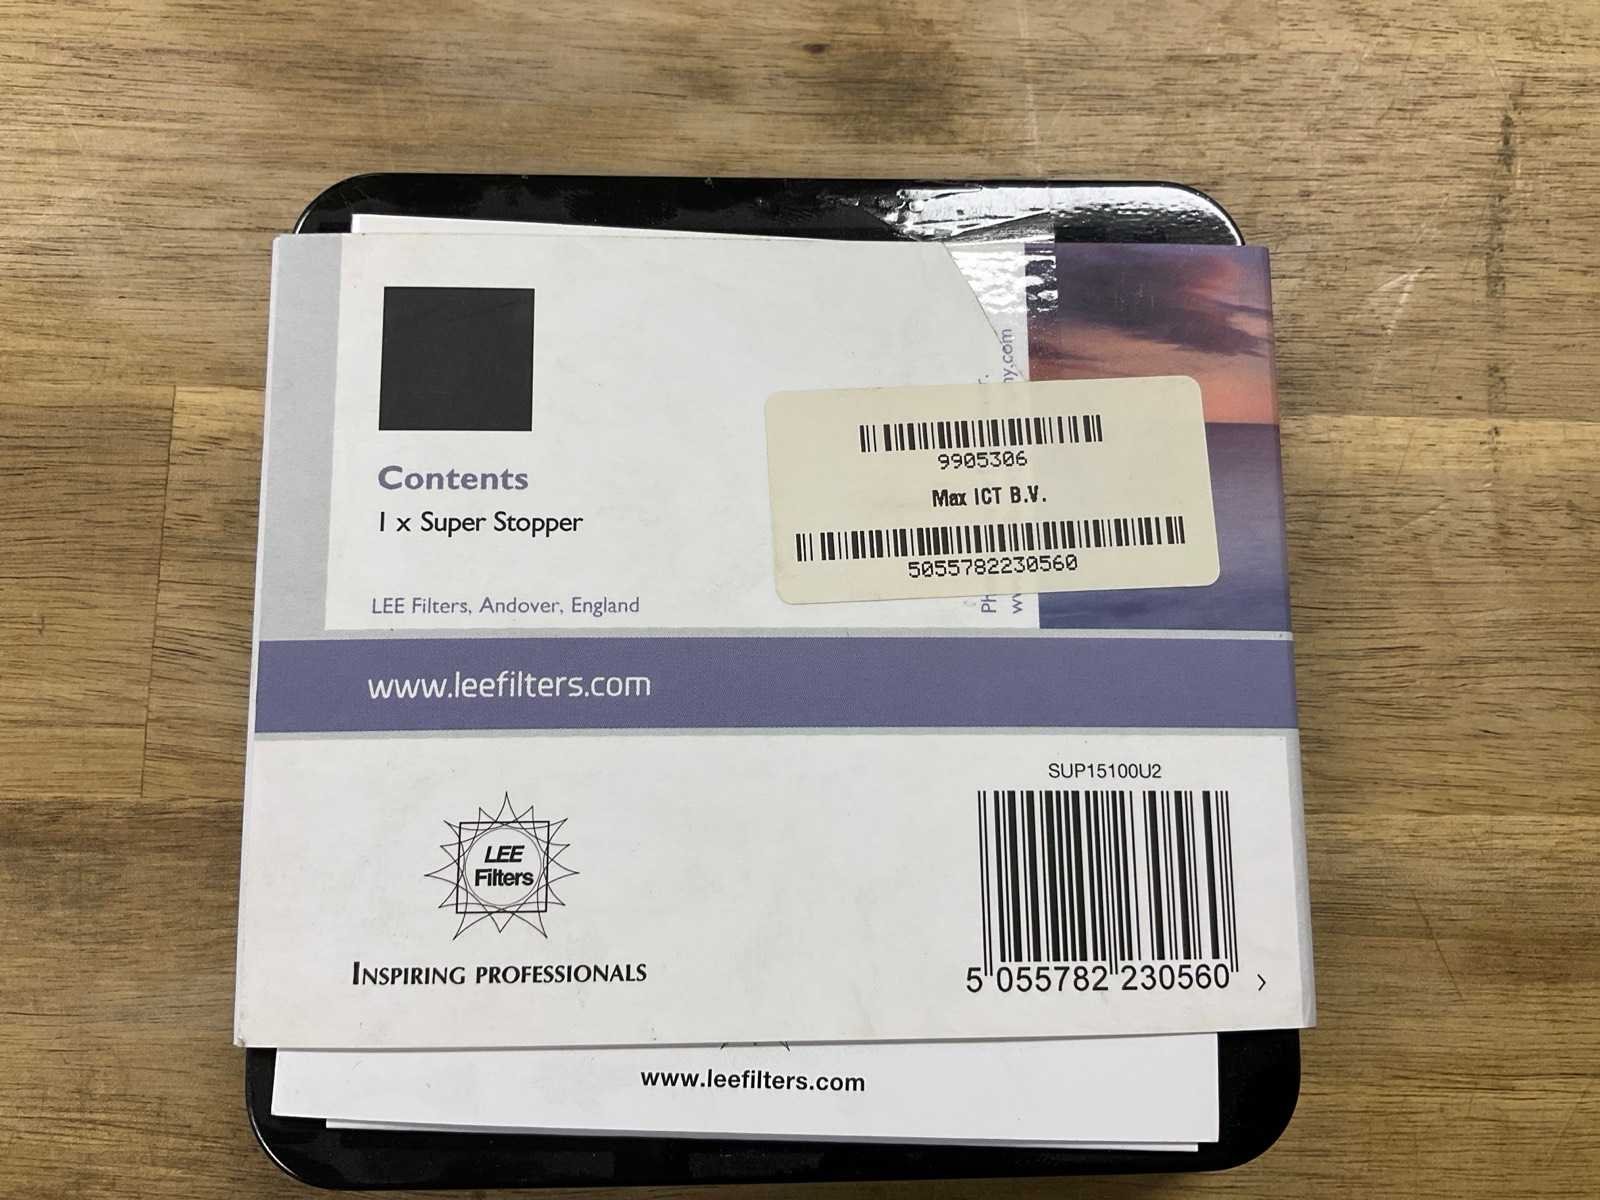 Contents
1 x Super Stopper
LEE Filters, Andover, England
9905306
Max ICT B.V.
5055782230560
www.leefilters.com
LEE
Filters
INSPIRING PROFESSIONALS
SUP15100U2
5 055782 230560 >
www.leefilters.com